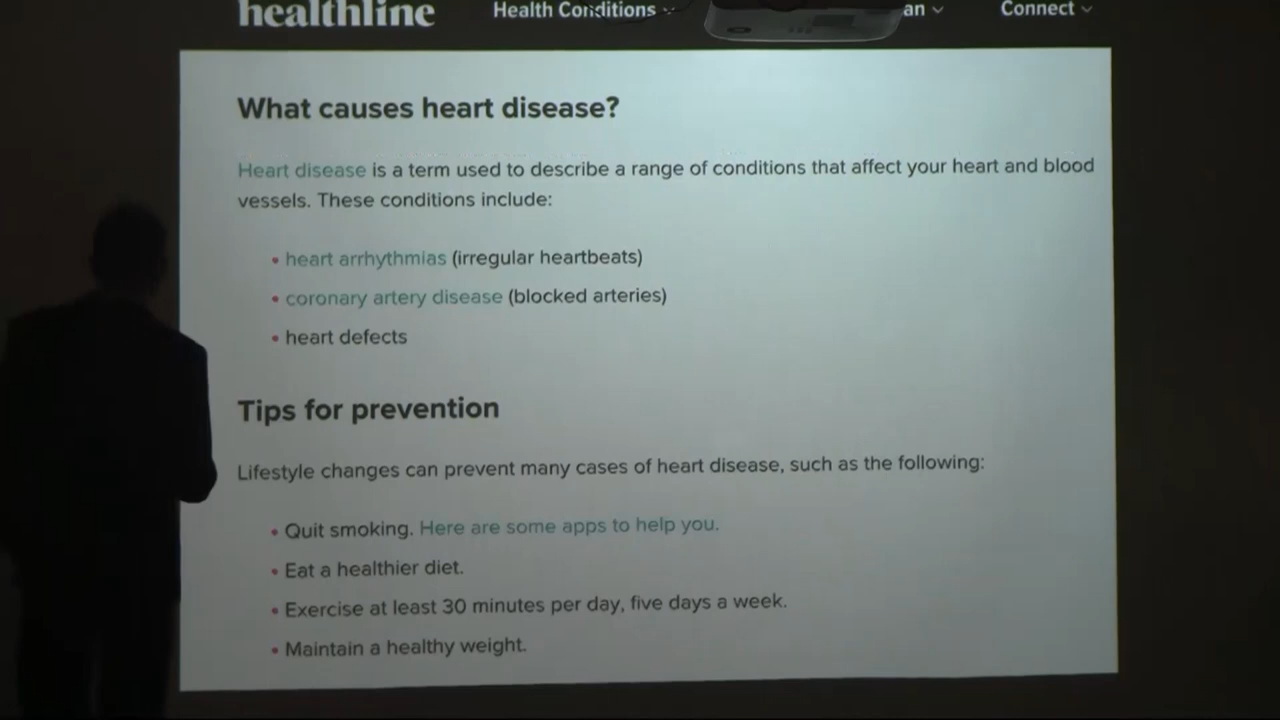 healthline Health Conditions an Connect
What causes heart disease?
Heart disease is a term used to describe a range of conditions that affect your heart and blood
vessels. These conditions include:
• heart arrhythmias (irregular heartbeats)
• coronary artery disease (blocked arteries)
• heart defects
Tips for prevention
Lifestyle changes can prevent many cases of heart disease, such as the following:
• Quit smoking. Here are some apps to help you.
• Eat a healthier diet.
• Exercise at least 30 minutes per day, five days a week.
• Maintain a healthy weight.